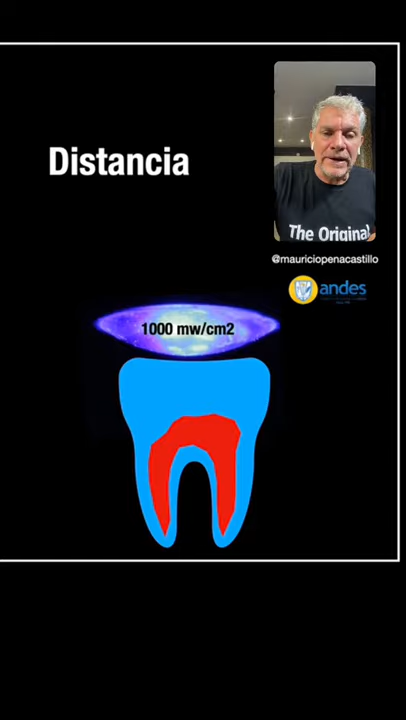 Distancia
The Original
@mauriciopenacastillo
andes
1000 mw/cm2